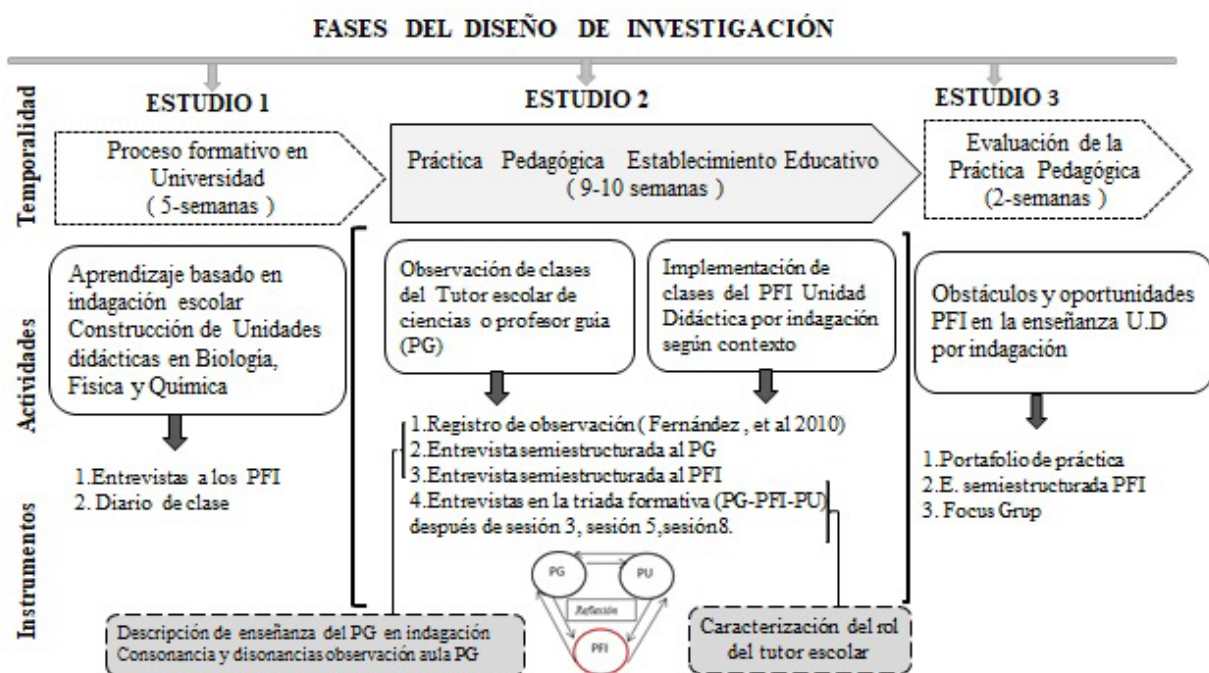 FASES DEL DISEÑO DE INVESTIGACIÓN
Temporalidad
ESTUDIO 1
Proceso formativo en
Universidad
( 5-semanas )
ESTUDIO 2
Práctica Pedagógica Establecimiento Educativo
( 9-10 semanas )
ESTUDIO 3
Evaluación de la
Práctica Pedagógica
(2-semanas )
Actividades
Aprendizaje basado en
indagación escolar
Construcción de Unidades
didácticas en Biología,
Física y Química
Observación de clases
del Tutor escolar de
ciencias o profesor guía
(PG)
Implementación de
clases del PFI Unidad
Didáctica por indagación
según contexto
Obstáculos y oportunidades
PFI en la enseñanza U.D
por indagación
Instrumentos
1.Entrevistas a los PFI
2. Diario de clase
1.Registro de observación ( Fernández , et al 2010)
2.Entrevista semiestructurada al PG
3.Entrevista semiestructurada al PFI
4.Entrevistas en la triada formativa (PG-PFI-PU)
después de sesión 3, sesión 5,sesión8.
1.Portafolio de práctica
2.E. semiestructurada PFI
3. Focus Grup
PG
PU
Reflexión
PFI
Descripción de enseñanza del PG en indagación
Consonancia y disonancias observación aula PG
Caracterización del rol
del tutor escolar